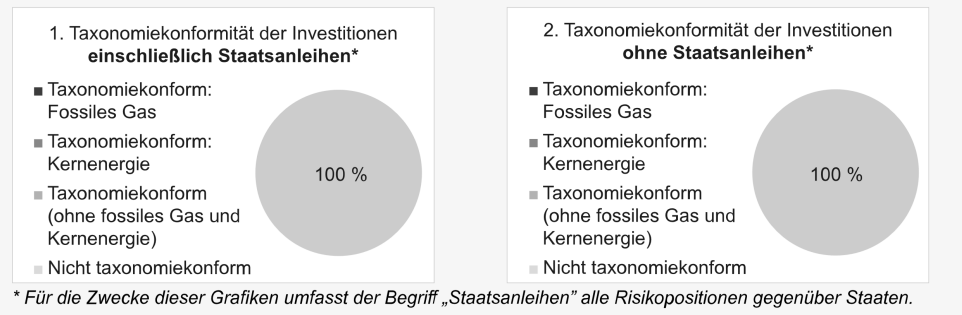 1. Taxonomiekonformität der Investitionen
einschließlich Staatsanleihen*
Taxonomiekonform:
Fossiles Gas
Taxonomiekonform:
Kernenergie
Taxonomiekonform
(ohne fossiles Gas und
Kernenergie)
Nicht taxonomiekonform
100 %
2. Taxonomiekonformität der Investitionen
ohne Staatsanleihen*
Taxonomiekonform:
Fossiles Gas
Taxonomiekonform:
Kernenergie
Taxonomiekonform
(ohne fossiles Gas und
Kernenergie)
Nicht taxonomiekonform
100 %
* Für die Zwecke dieser Grafiken umfasst der Begriff „Staatsanleihen” alle Risikopositionen gegenüber Staaten.